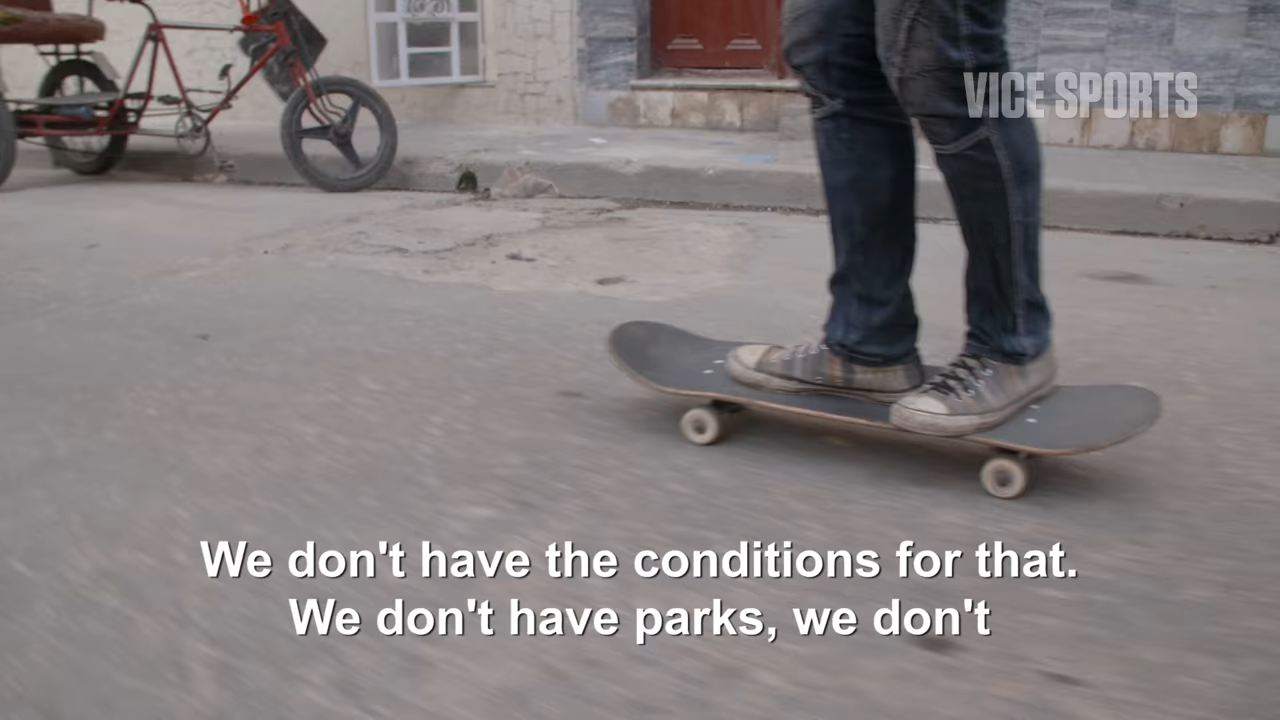 VICE SPORTS
We don't have the conditions for that.
We don't have parks, we don't